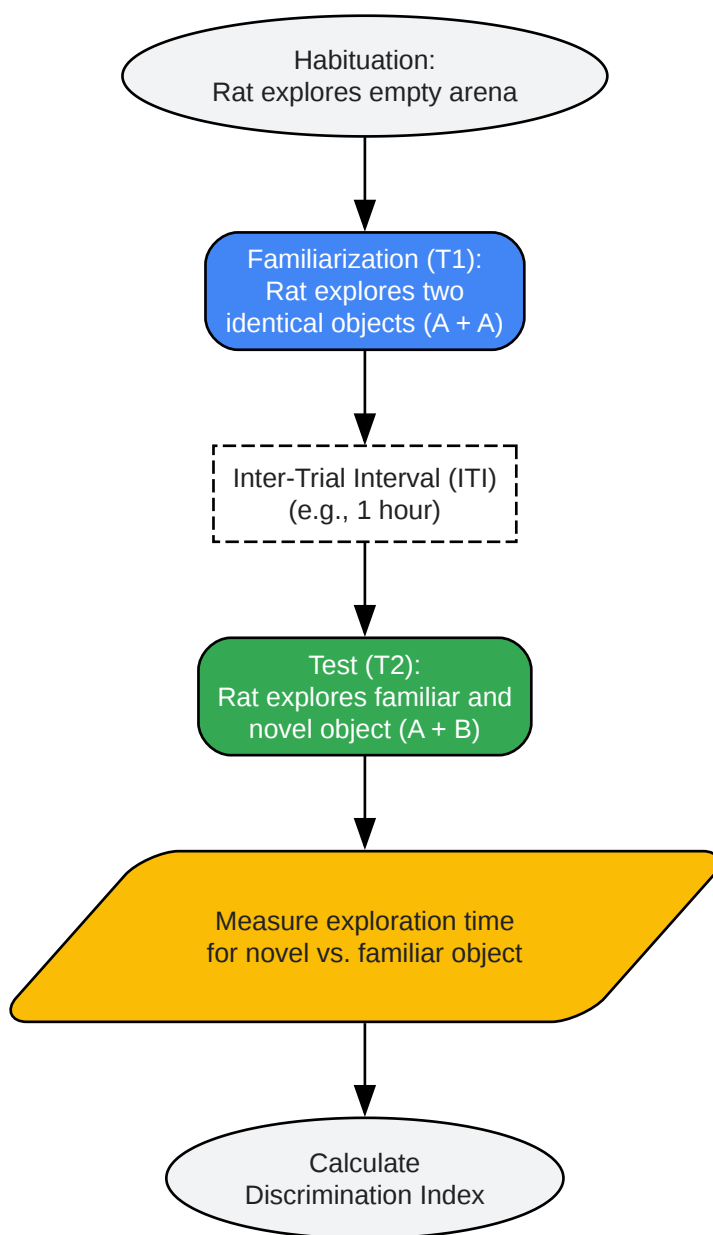 Habituation:
Rat explores empty arena
Familiarization (T1):
Rat explores two
identical objects (A + A)
Inter-Trial Interval (ITI)
(e.g., 1 hour)
Test (T2):
Rat explores familiar and
novel object (A + B)
Measure exploration time
for novel vs. familiar object
Calculate
Discrimination Index